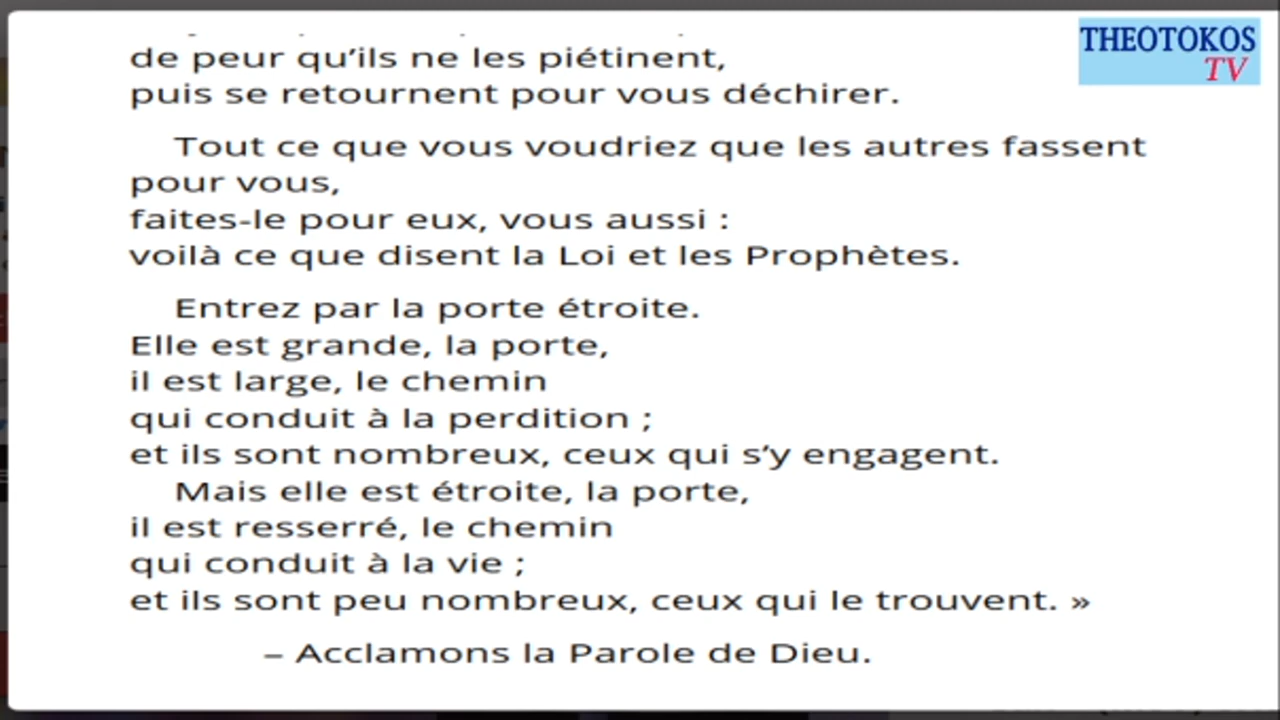 de peur qu’ils ne les piétinent,
puis se retournent pour vous déchirer.
Tout ce que vous voudriez que les autres fassent
pour vous,
faites-le pour eux, vous aussi :
voilà ce que disent la Loi et les Prophètes.
Entrez par la porte étroite.
Elle est grande, la porte,
il est large, le chemin
qui conduit à la perdition ;
et ils sont nombreux, ceux qui s’y engagent.
Mais elle est étroite, la porte,
il est resserré, le chemin
qui conduit à la vie ;
et ils sont peu nombreux, ceux qui le trouvent. »
– Acclamons la Parole de Dieu.
THEOTOKOS
TV